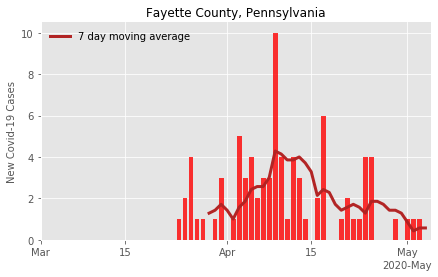 Fayette County, Pennsylvania
7 day moving average
New Covid-19 Cases
10
8
6
4
2
0
Mar 15 Apr 15 May
2020-May